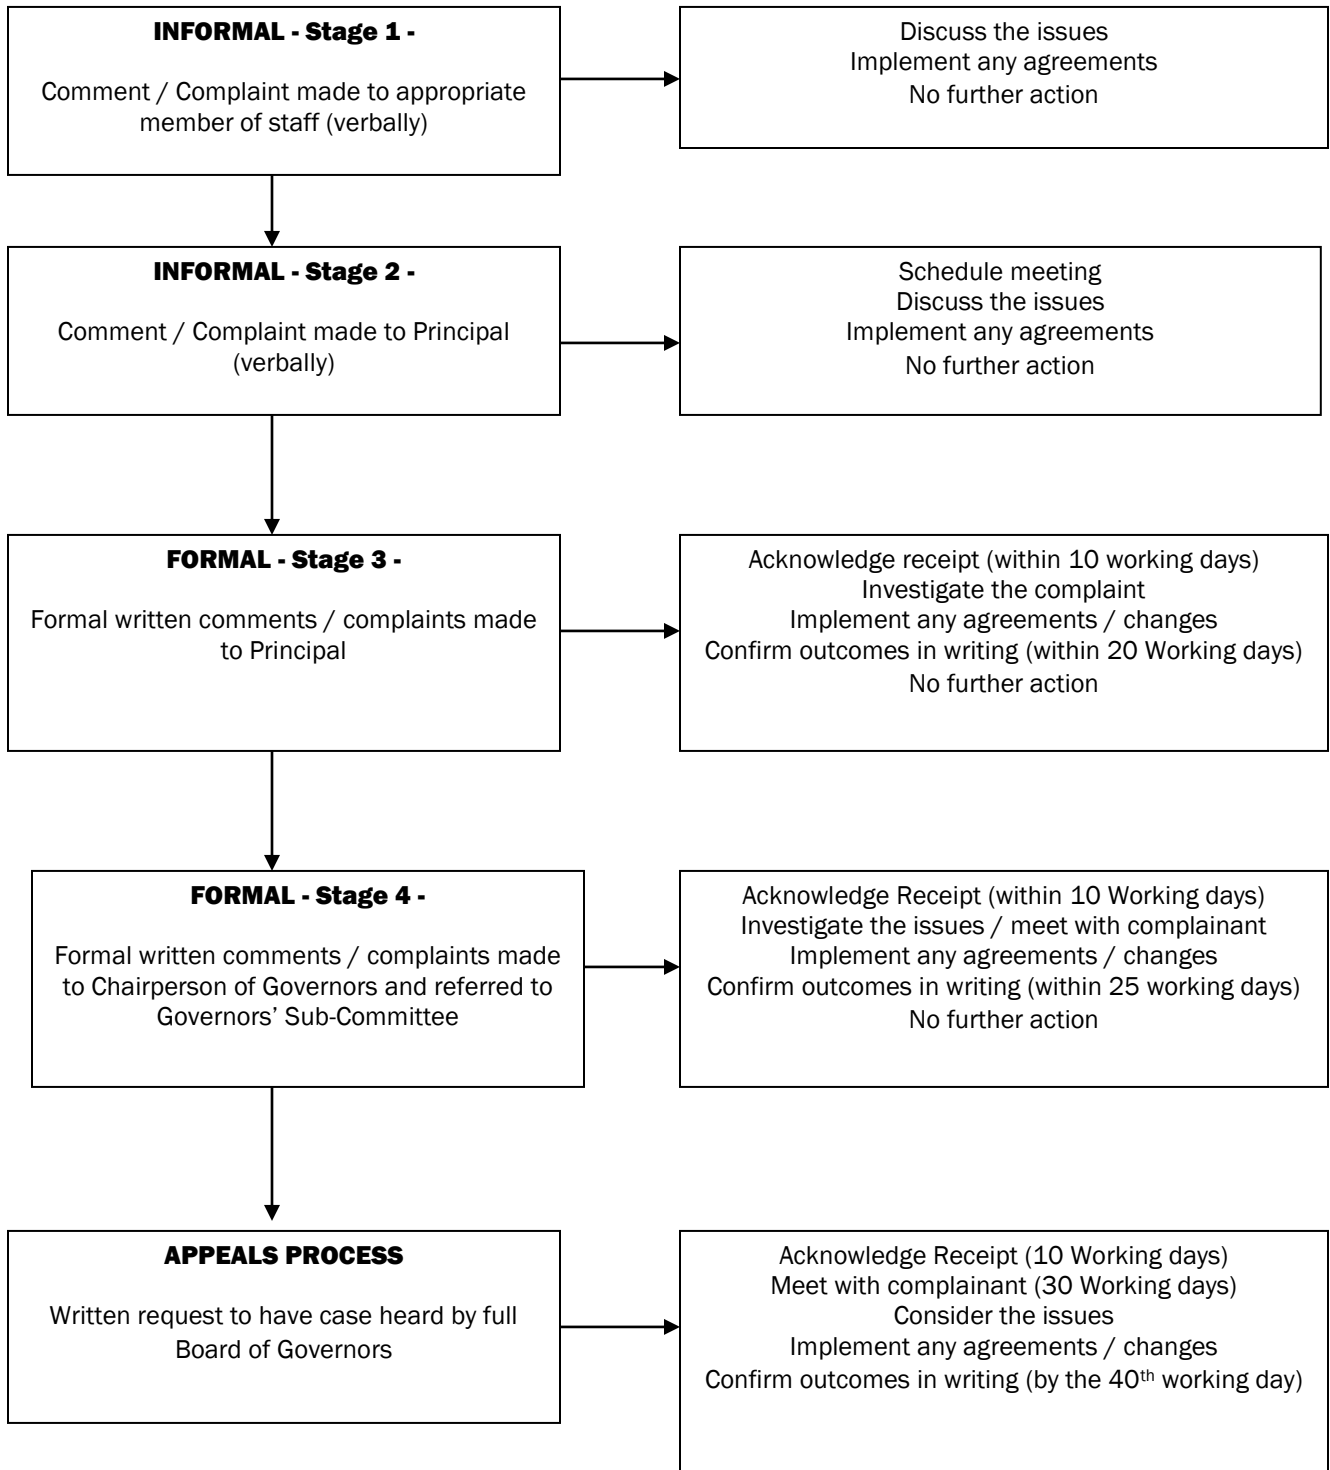 INFORMAL - Stage 1 -
Comment / Complaint made to appropriate
member of staff (verbally)
Discuss the issues
Implement any agreements
No further action
INFORMAL - Stage 2 -
Comment / Complaint made to Principal
(verbally)
Schedule meeting
Discuss the issues
Implement any agreements
No further action
FORMAL - Stage 3 -
Formal written comments / complaints made
to Principal
Acknowledge receipt (within 10 working days)
Investigate the complaint
Implement any agreements / changes
Confirm outcomes in writing (within 20 Working days)
No further action
FORMAL - Stage 4 -
Formal written comments / complaints made
to Chairperson of Governors and referred to
Governors’ Sub-Committee
Acknowledge Receipt (within 10 Working days)
Investigate the issues / meet with complainant
Implement any agreements / changes
Confirm outcomes in writing (within 25 working days)
No further action
APPEALS PROCESS
Written request to have case heard by full
Board of Governors
Acknowledge Receipt (10 Working days)
Meet with complainant (30 Working days)
Consider the issues
Implement any agreements / changes
Confirm outcomes in writing (by the 40th working day)